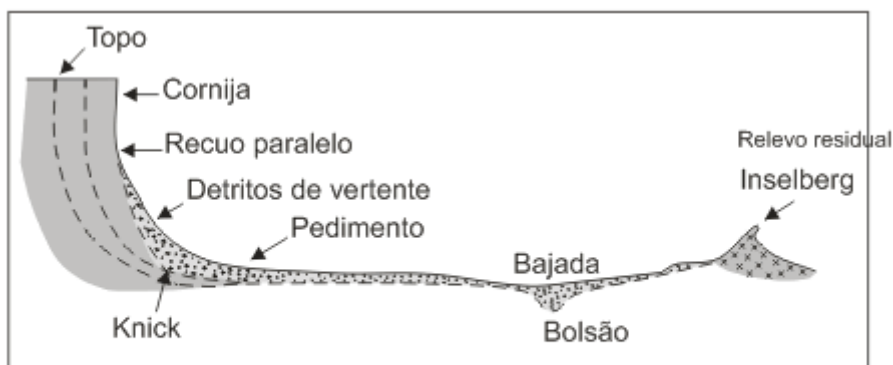 Topo
Cornija
Recuo paralelo
Detritos de vertente
Pedimento
Knick
Bajada
Bolsão
Relevo residual
Inselberg